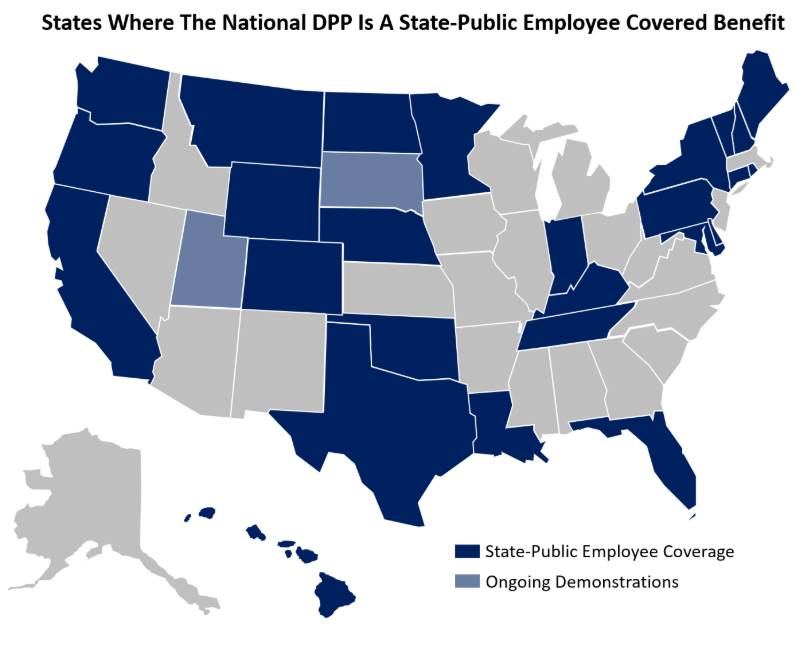 States Where The National DPP Is A State-Public Employee Covered Benefit
State-Public Employee Coverage
Ongoing Demonstrations